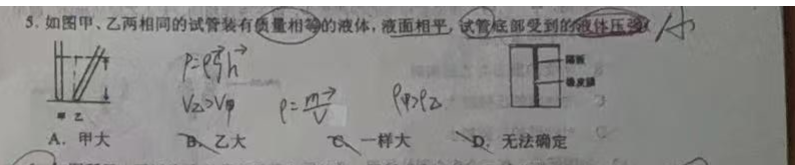 5. 如图甲、乙两相同的试管装有质量相等的液体，液面相平，试管底部受到的液体压强(
P=ρg h
V乙>V甲
ρ=m/V
ρ甲>ρ乙
隔板
橡皮膜
甲 乙
A. 甲大 B. 乙大 C. 一样大 D. 无法确定